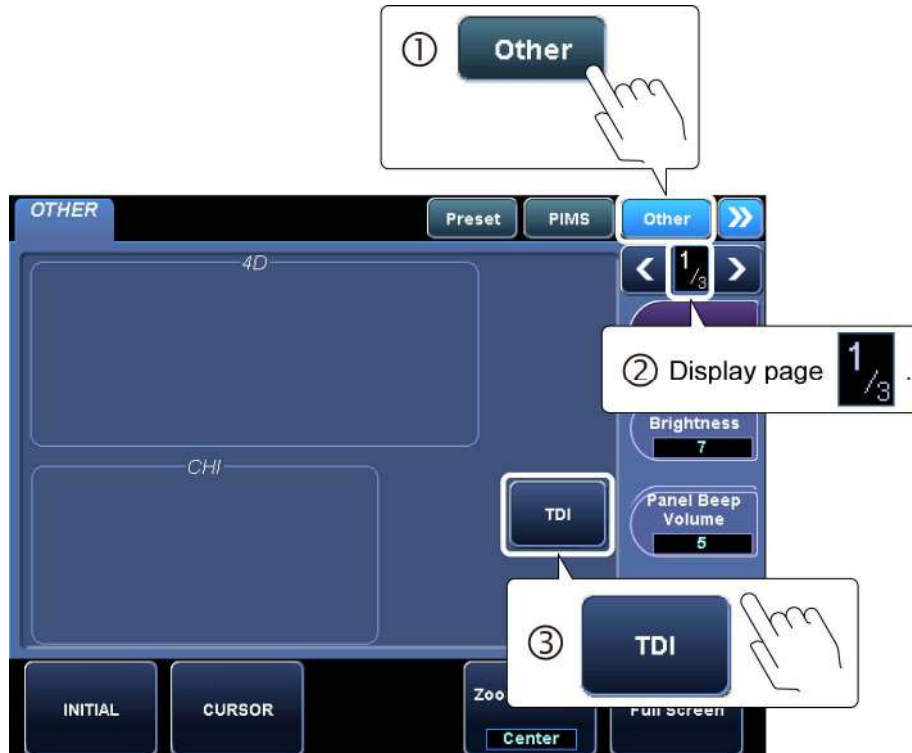 ① Other
OTHER
Preset
PIMS
Other
»
4D
<
1/3
>
② Display page 1/3 .
Brightness
7
CHI
TDI
Panel Beep
Volume
5
③ TDI
INITIAL
CURSOR
Zoo
Center
Full Screen